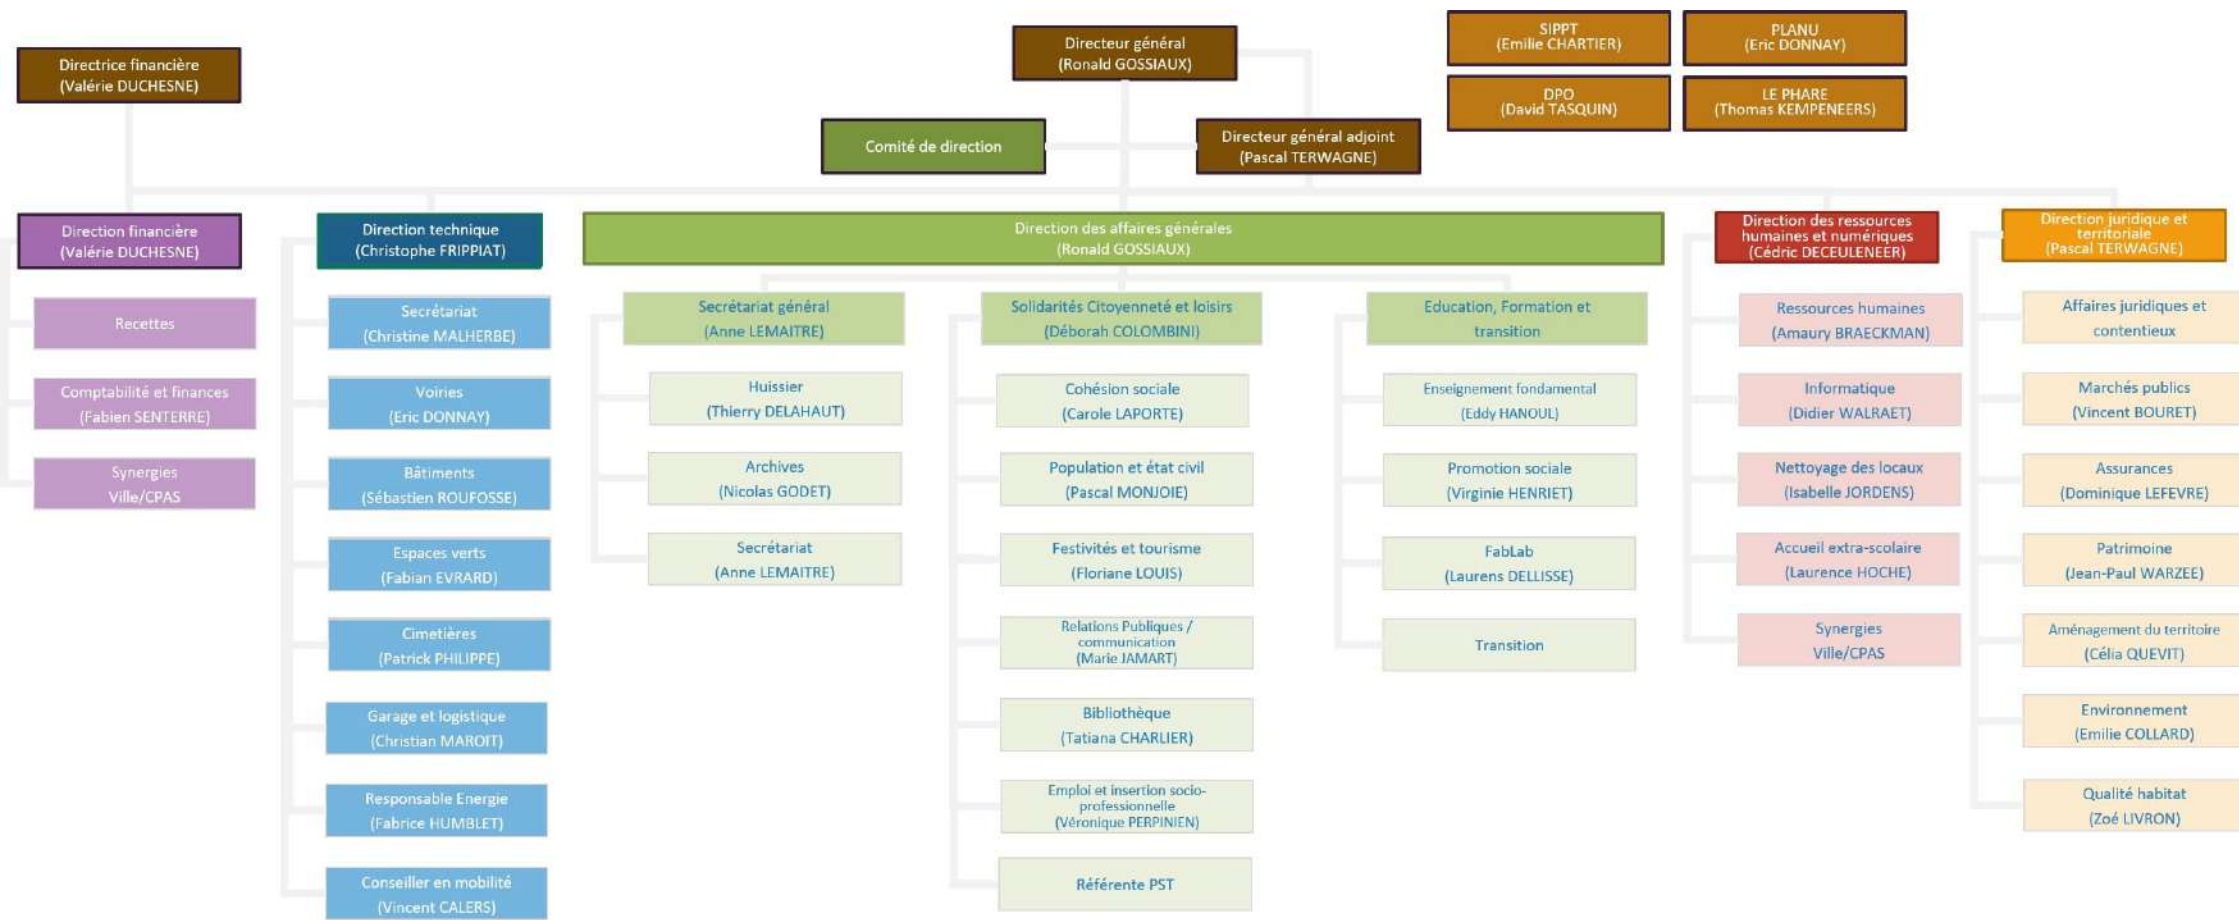 Directrice financière
(Valérie DUCHESNE)
Directeur général
(Ronald GOSSIAUX)
SIPPT
(Emilie CHARTIER)
PLANU
(Eric DONNAY)
DPO
(David TASQUIN)
LE PHARE
(Thomas KEMPENEERS)
Comité de direction
Directeur général adjoint
(Pascal TERWAGNE)
Direction financière
(Valérie DUCHESNE)
Recettes
Comptabilité et finances
(Fabien SENTERRE)
Synergies
Ville/CPAS
Direction technique
(Christophe FRIPPIAT)
Secrétariat
(Christine MALHERBE)
Voiries
(Eric DONNAY)
Bâtiments
(Sébastien ROUFOSSE)
Espaces verts
(Fabian EVRARD)
Cimetières
(Patrick PHILIPPE)
Garage et logistique
(Christian MAROIT)
Responsable Energie
(Fabrice HUMBLET)
Conseiller en mobilité
(Vincent CALERS)
Direction des affaires générales
(Ronald GOSSIAUX)
Secrétariat général
(Anne LEMAITRE)
Huissier
(Thierry DELAHAUT)
Archives
(Nicolas GODET)
Secrétariat
(Anne LEMAITRE)
Solidarités Citoyenneté et loisirs
(Déborah COLOMBINI)
Cohésion sociale
(Carole LAPORTE)
Population et état civil
(Pascal MONJOIE)
Festivités et tourisme
(Floriane LOUIS)
Relations Publiques /
communication
(Marie JAMART)
Bibliothèque
(Tatiana CHARLIER)
Emploi et insertion socio-
professionnelle
(Véronique PERPINIEN)
Référente PST
Education, Formation et
transition
Enseignement fondamental
(Eddy HANOUL)
Promotion sociale
(Virginie HENRIET)
FabLab
(Laurens DELLISSE)
Transition
Direction des ressources
humaines et numériques
(Cédric DECEULENEER)
Ressources humaines
(Amaury BRAECKMAN)
Informatique
(Didier WALRAET)
Nettoyage des locaux
(Isabelle JORDENS)
Accueil extra-scolaire
(Laurence HOCHE)
Synergies
Ville/CPAS
Direction juridique et
territoriale
(Pascal TERWAGNE)
Affaires juridiques et
contentieux
Marchés publics
(Vincent BOURET)
Assurances
(Dominique LEFEVRE)
Patrimoine
(Jean-Paul WARZEE)
Aménagement du territoire
(Célia QUEVIT)
Environnement
(Emilie COLLARD)
Qualité habitat
(Zoé LIVRON)